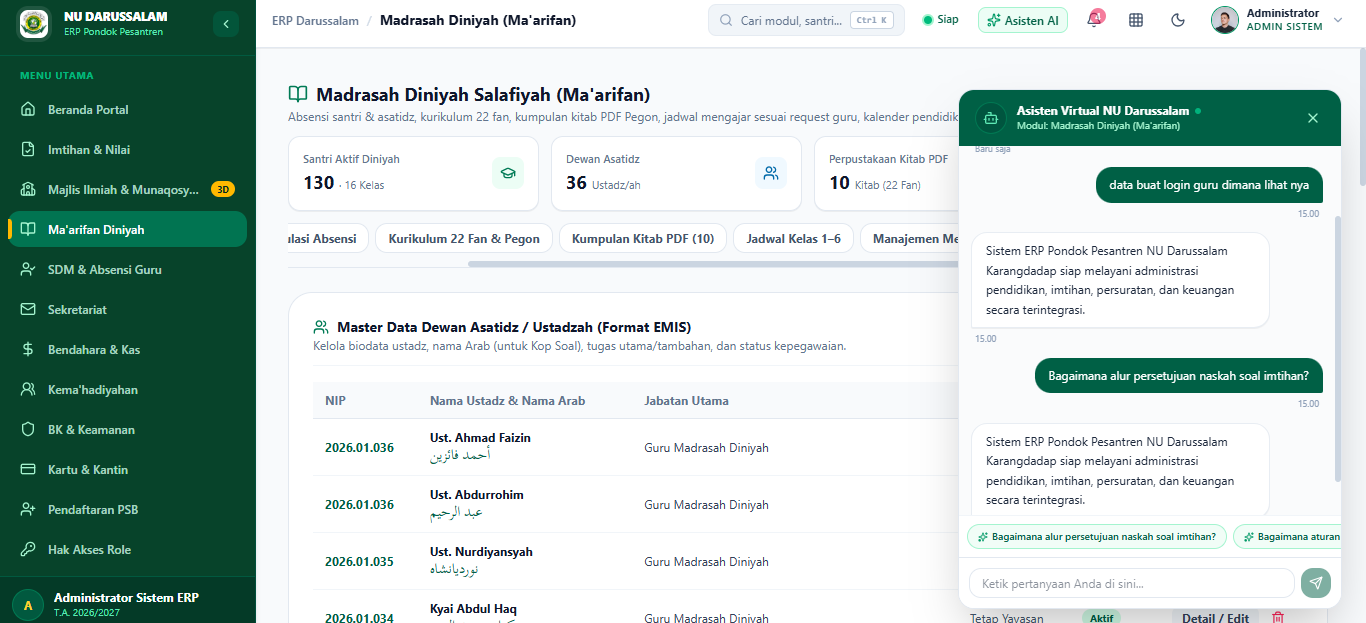 NU DARUSSALAM
ERP Pondok Pesantren
MENU UTAMA
Beranda Portal
Imtihan & Nilai
Majlis Ilmiah & Munaqosy... 3D
Ma'arifan Diniyah
SDM & Absensi Guru
Sekretariat
Bendahara & Kas
Kema'hadiyahan
BK & Keamanan
Kartu & Kantin
Pendaftaran PSB
Hak Akses Role
A
Administrator Sistem ERP
T.A. 2026/2027
ERP Darussalam / Madrasah Diniyah (Ma'arifan)
Cari modul, santri... Ctrl K
Siap
Asisten AI
Administrator
ADMIN SISTEM
Madrasah Diniyah Salafiyah (Ma'arifan)
Absensi santri & asatidz, kurikulum 22 fan, kumpulan kitab PDF Pegon, jadwal mengajar sesuai request guru, kalender pendidik
Santri Aktif Diniyah
130 · 16 Kelas
Dewan Asatidz
36 Ustadz/ah
Perpustakaan Kitab PDF
10 Kitab (22 Fan)
ulasi Absensi
Kurikulum 22 Fan & Pegon
Kumpulan Kitab PDF (10)
Jadwal Kelas 1–6
Manajemen Me
Master Data Dewan Asatidz / Ustadzah (Format EMIS)
Kelola biodata ustadz, nama Arab (untuk Kop Soal), tugas utama/tambahan, dan status kepegawaian.
NIP Nama Ustadz & Nama Arab Jabatan Utama
2026.01.036 Ust. Ahmad Faizin Guru Madrasah Diniyah
أحمد فائزين
2026.01.036 Ust. Abdurrohim Guru Madrasah Diniyah
عبد الرحيم
2026.01.035 Ust. Nurdiyansyah Guru Madrasah Diniyah
نورديانشاه
2026.01.034 Kyai Abdul Haq Guru Madrasah Diniyah
Tetap Yayasan Aktif Detail / Edit
Asisten Virtual NU Darussalam
Modul: Madrasah Diniyah (Ma'arifan)
Baru saja
data buat login guru dimana lihat nya
15.00
Sistem ERP Pondok Pesantren NU Darussalam
Karangdadap siap melayani administrasi
pendidikan, imtihan, persuratan, dan keuangan
secara terintegrasi.
15.00
Bagaimana alur persetujuan naskah soal imtihan?
15.00
Sistem ERP Pondok Pesantren NU Darussalam
Karangdadap siap melayani administrasi
pendidikan, imtihan, persuratan, dan keuangan
secara terintegrasi.
Bagaimana alur persetujuan naskah soal imtihan?
Bagaimana aturan
Ketik pertanyaan Anda di sini...